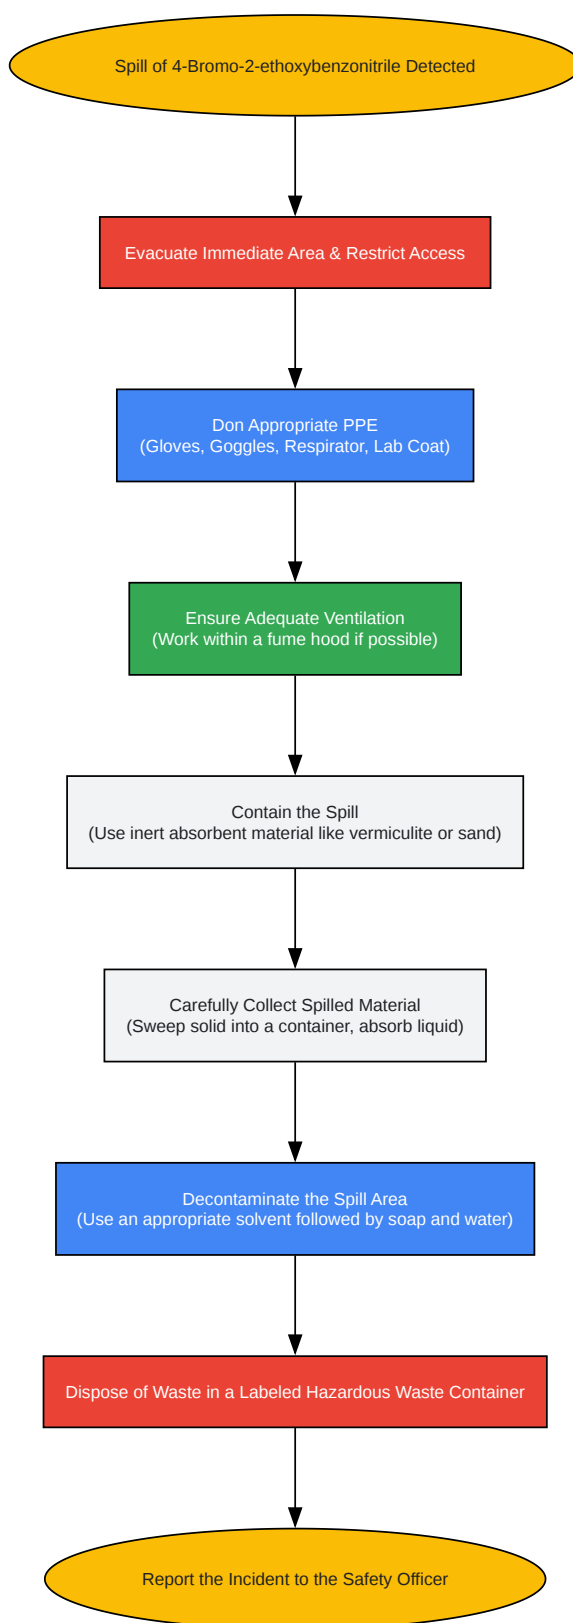 Spill of 4-Bromo-2-ethoxybenzonitrile Detected
Evacuate Immediate Area & Restrict Access
Don Appropriate PPE
(Gloves, Goggles, Respirator, Lab Coat)
Ensure Adequate Ventilation
(Work within a fume hood if possible)
Contain the Spill
(Use inert absorbent material like vermiculite or sand)
Carefully Collect Spilled Material
(Sweep solid into a container, absorb liquid)
Decontaminate the Spill Area
(Use an appropriate solvent followed by soap and water)
Dispose of Waste in a Labeled Hazardous Waste Container
Report the Incident to the Safety Officer